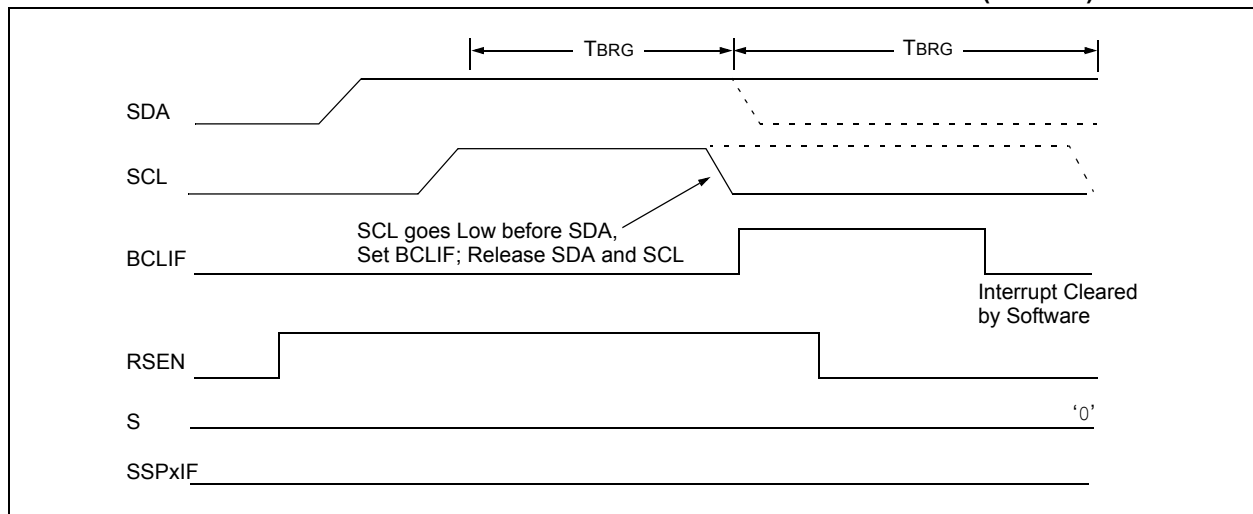 TBRG
TBRG
SDA
SCL
SCL goes Low before SDA,
Set BCLIF; Release SDA and SCL
BCLIF
Interrupt Cleared
by Software
RSEN
S
‘0’
SSPxIF